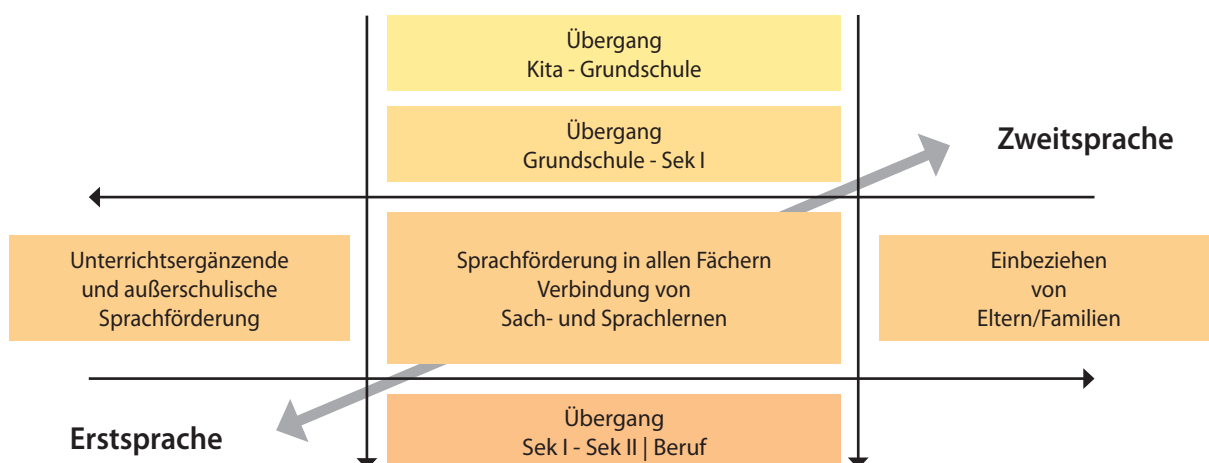 Übergang
Kita - Grundschule
Übergang
Grundschule - Sek I
Zweitsprache
Unterrichtsergänzende
und außerschulische
Sprachförderung
Sprachförderung in allen Fächern
Verbindung von
Sach- und Sprachlernen
Einbeziehen
von
Eltern/Familien
Erstsprache
Übergang
Sek I - Sek II | Beruf